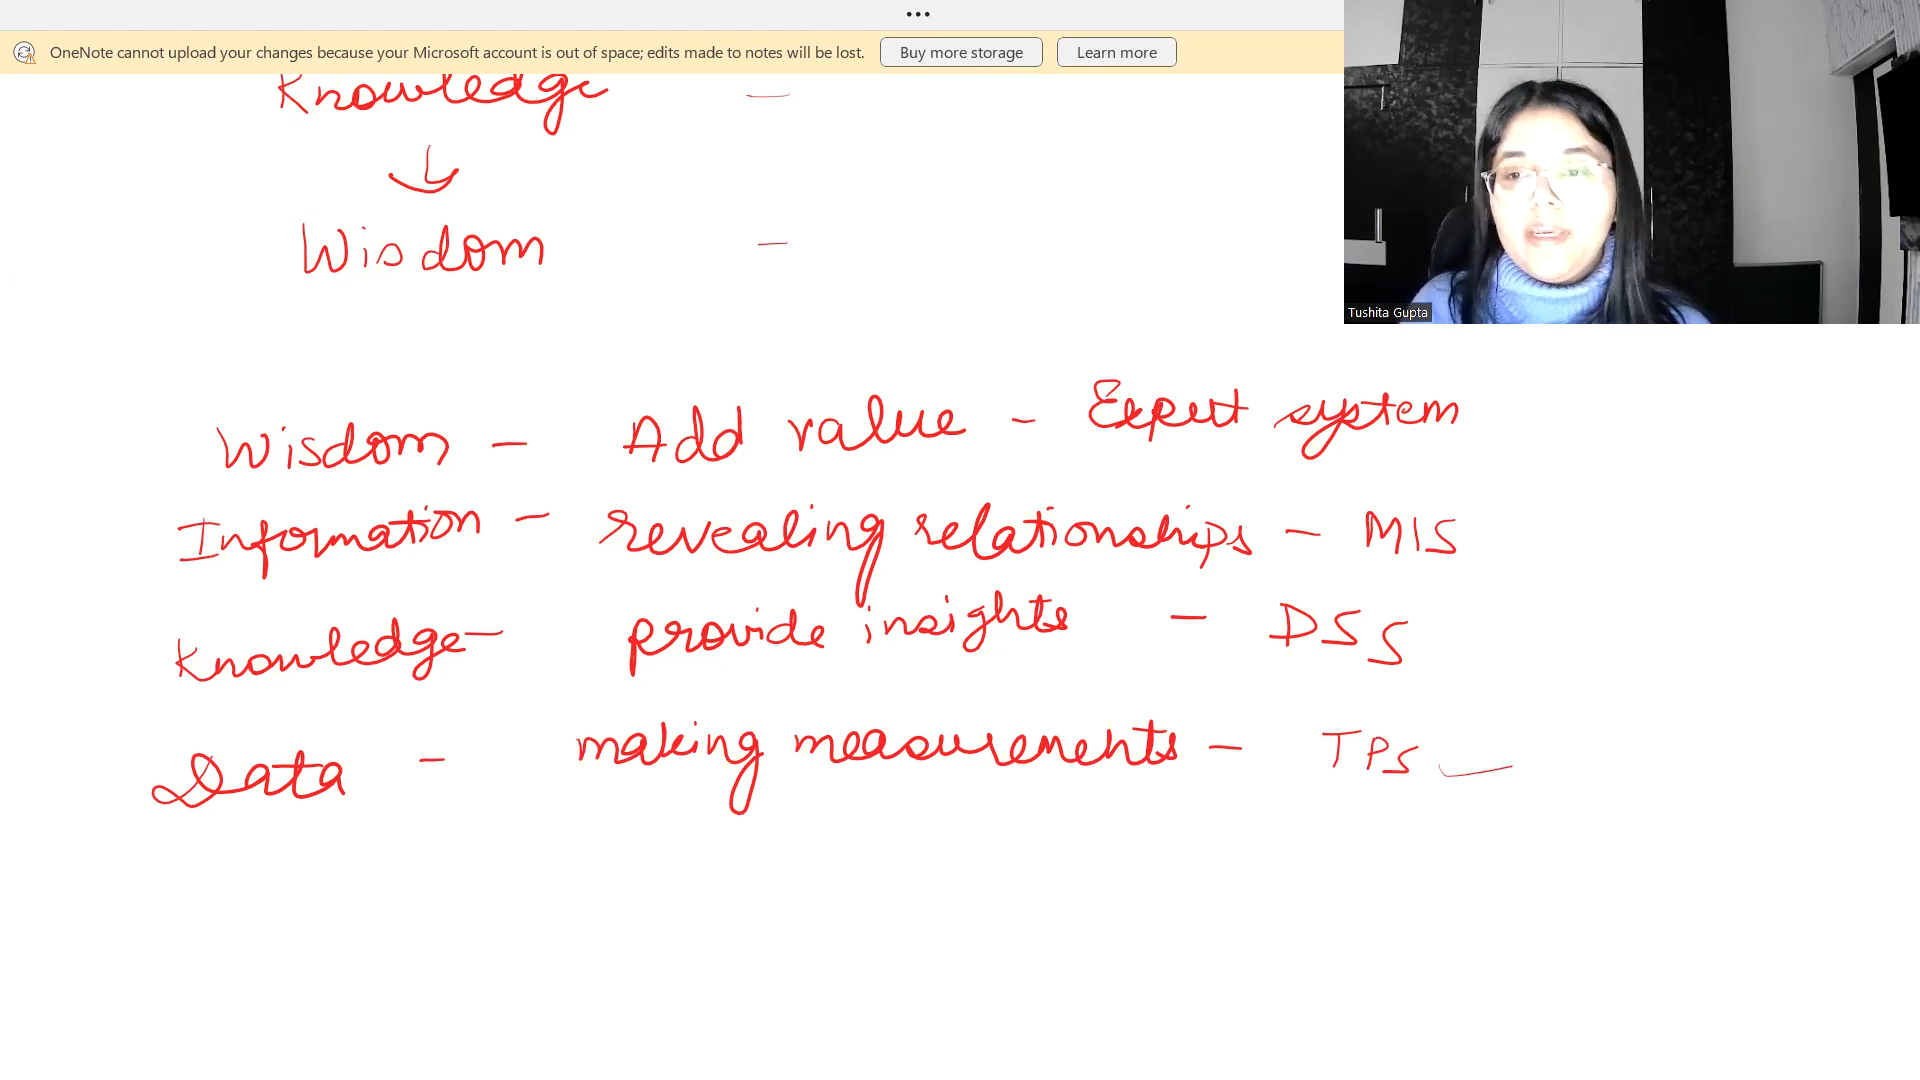 •••
OneNote cannot upload your changes because your Microsoft account is out of space; edits made to notes will be lost. Buy more storage Learn more
Knowledge -
Wisdom -
Tushita Gupta
Wisdom - Add value - Expert system
Information - revealing relationships - MIS
Knowledge - provide insights - DSS
Data - making measurements - TPS